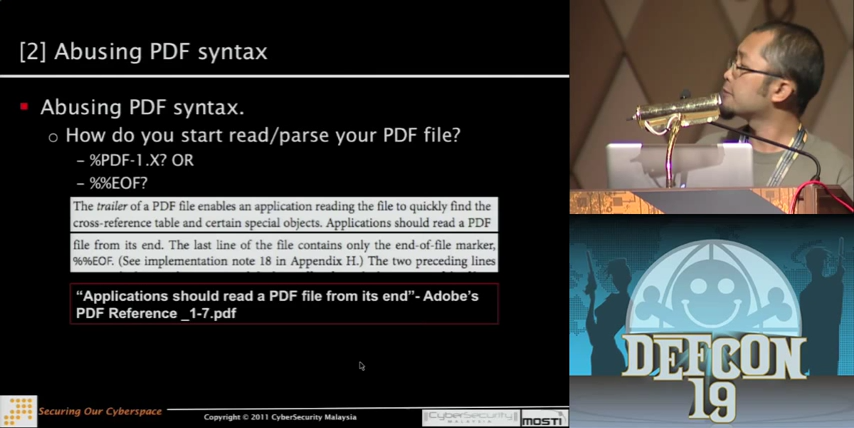 [2] Abusing PDF syntax
Abusing PDF syntax.
How do you start read/parse your PDF file?
– %PDF-1.X? OR
– %%EOF?
The trailer of a PDF file enables an application reading the file to quickly find the
cross-reference table and certain special objects. Applications should read a PDF
file from its end. The last line of the file contains only the end-of-file marker,
%%EOF. (See implementation note 18 in Appendix H.) The two preceding lines
“Applications should read a PDF file from its end”- Adobe’s
PDF Reference _1-7.pdf
Securing Our Cyberspace
Copyright © 2011 CyberSecurity Malaysia
CyberSecurity
MALAYSIA
MOSTI
DEFCON
19